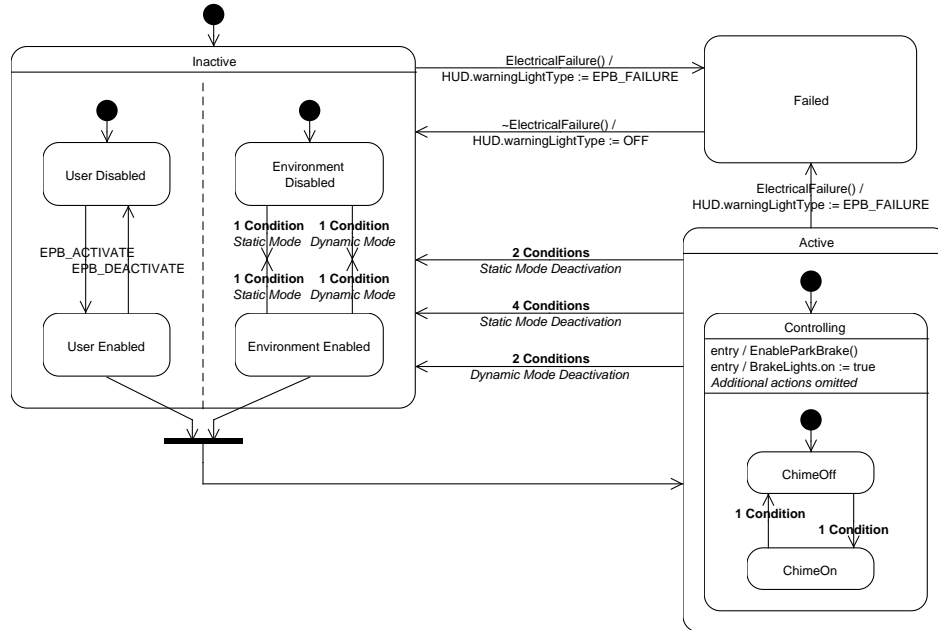 Inactive
ElectricalFailure() /
HUD.warningLightType := EPB_FAILURE
Failed
~ElectricalFailure() /
HUD.warningLightType := OFF
User Disabled
Environment
Disabled
ElectricalFailure() /
HUD.warningLightType := EPB_FAILURE
1 Condition
Static Mode
1 Condition
Dynamic Mode
EPB_ACTIVATE
EPB_DEACTIVATE
1 Condition
Static Mode
1 Condition
Dynamic Mode
2 Conditions
Static Mode Deactivation
Active
4 Conditions
Static Mode Deactivation
User Enabled
Environment Enabled
2 Conditions
Dynamic Mode Deactivation
Controlling
entry / EnableParkBrake()
entry / BrakeLights.on := true
Additional actions omitted
ChimeOff
1 Condition
1 Condition
ChimeOn